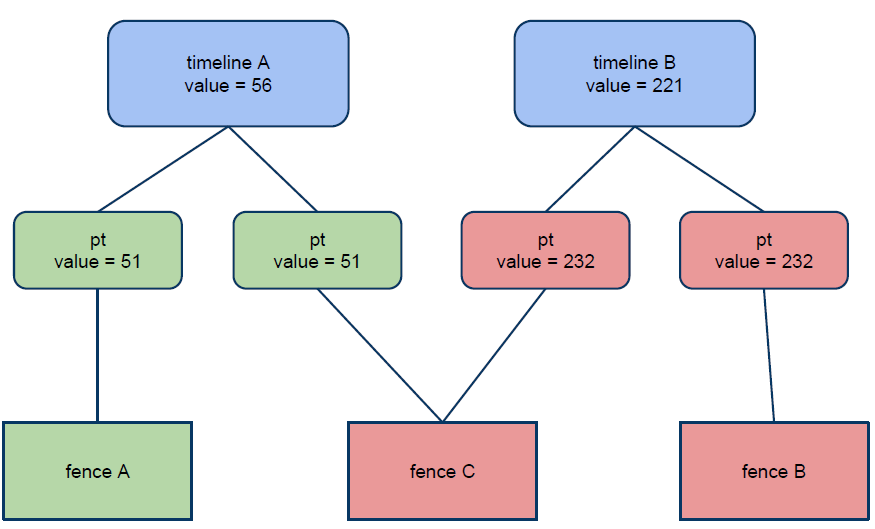 timeline A
value = 56
timeline B
value = 221
pt
value = 51
pt
value = 51
pt
value = 232
pt
value = 232
fence A
fence C
fence B